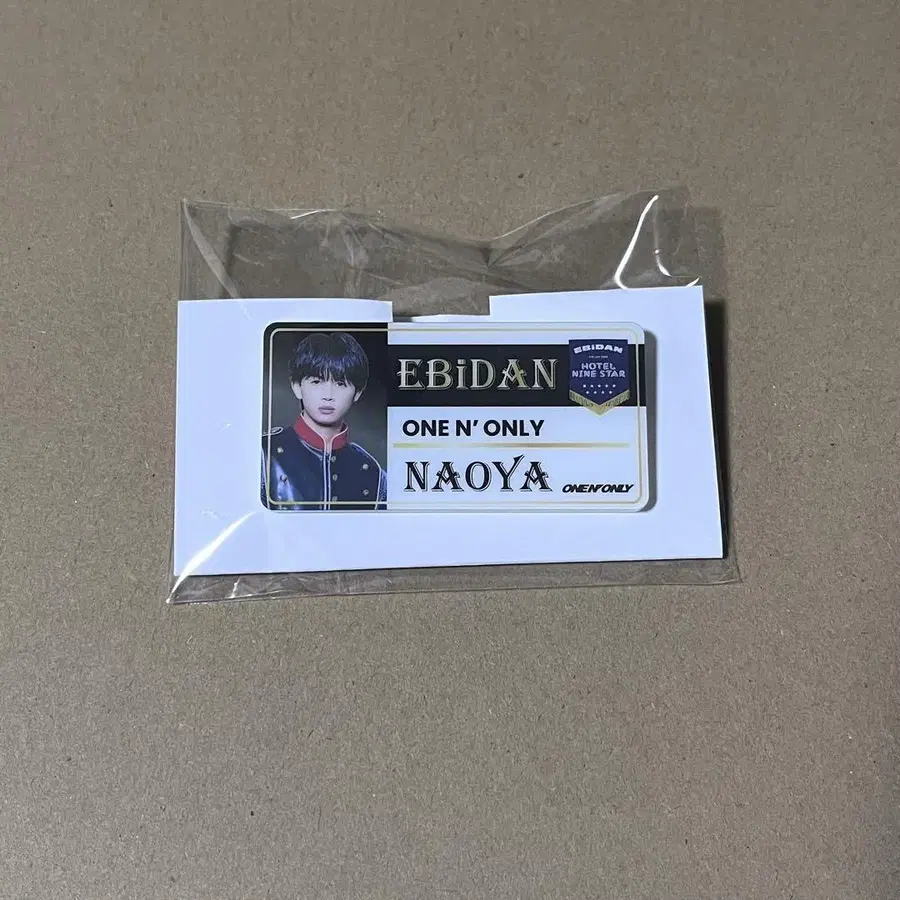 EBiDAN
EBiDAN
HOTEL
NINE STAR
ONE N' ONLY
NAOYA
ONE N' ONLY